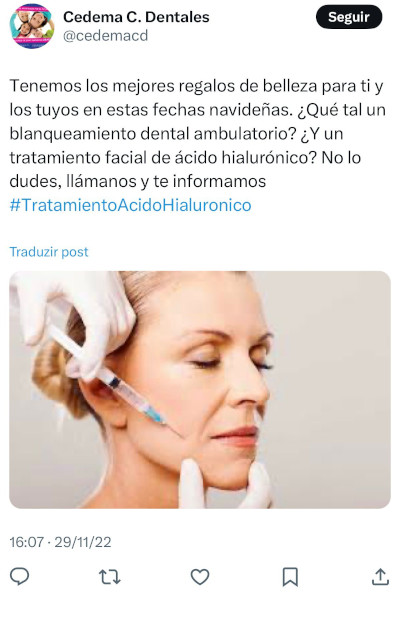 Cedema C. Dentales
Seguir
@cedemacd
Tenemos los mejores regalos de belleza para ti y
los tuyos en estas fechas navideñas. ¿Qué tal un
blanqueamiento dental ambulatorio? ¿Y un
tratamiento facial de ácido hialurónico? No lo
dudes, llámanos y te informamos
#TratamientoAcidoHialuronico
Traduzir post
16:07 · 29/11/22